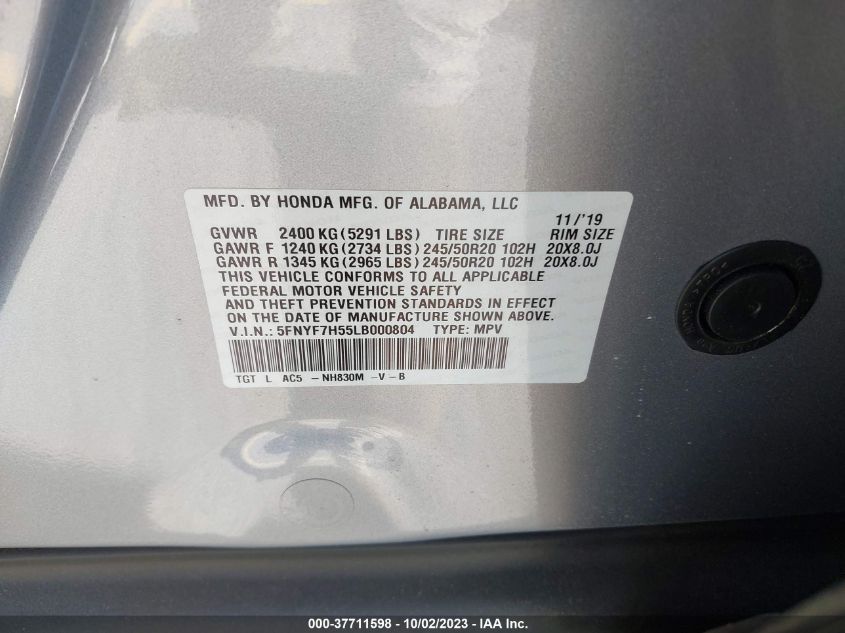 MFD. BY HONDA MFG. OF ALABAMA, LLC
11/'19
GVWR 2400 KG (5291 LBS) TIRE SIZE RIM SIZE
GAWR F 1240 KG (2734 LBS) 245/50R20 102H 20X8.0J
GAWR R 1345 KG (2965 LBS) 245/50R20 102H 20X8.0J
THIS VEHICLE CONFORMS TO ALL APPLICABLE
FEDERAL MOTOR VEHICLE SAFETY
AND THEFT PREVENTION STANDARDS IN EFFECT
ON THE DATE OF MANUFACTURE SHOWN ABOVE.
V.I.N.: 5FNYF7H55LB000804 TYPE: MPV
TGT L AC5 -NH830M -V-B
000-37711598 - 10/02/2023 - © IAA Inc.